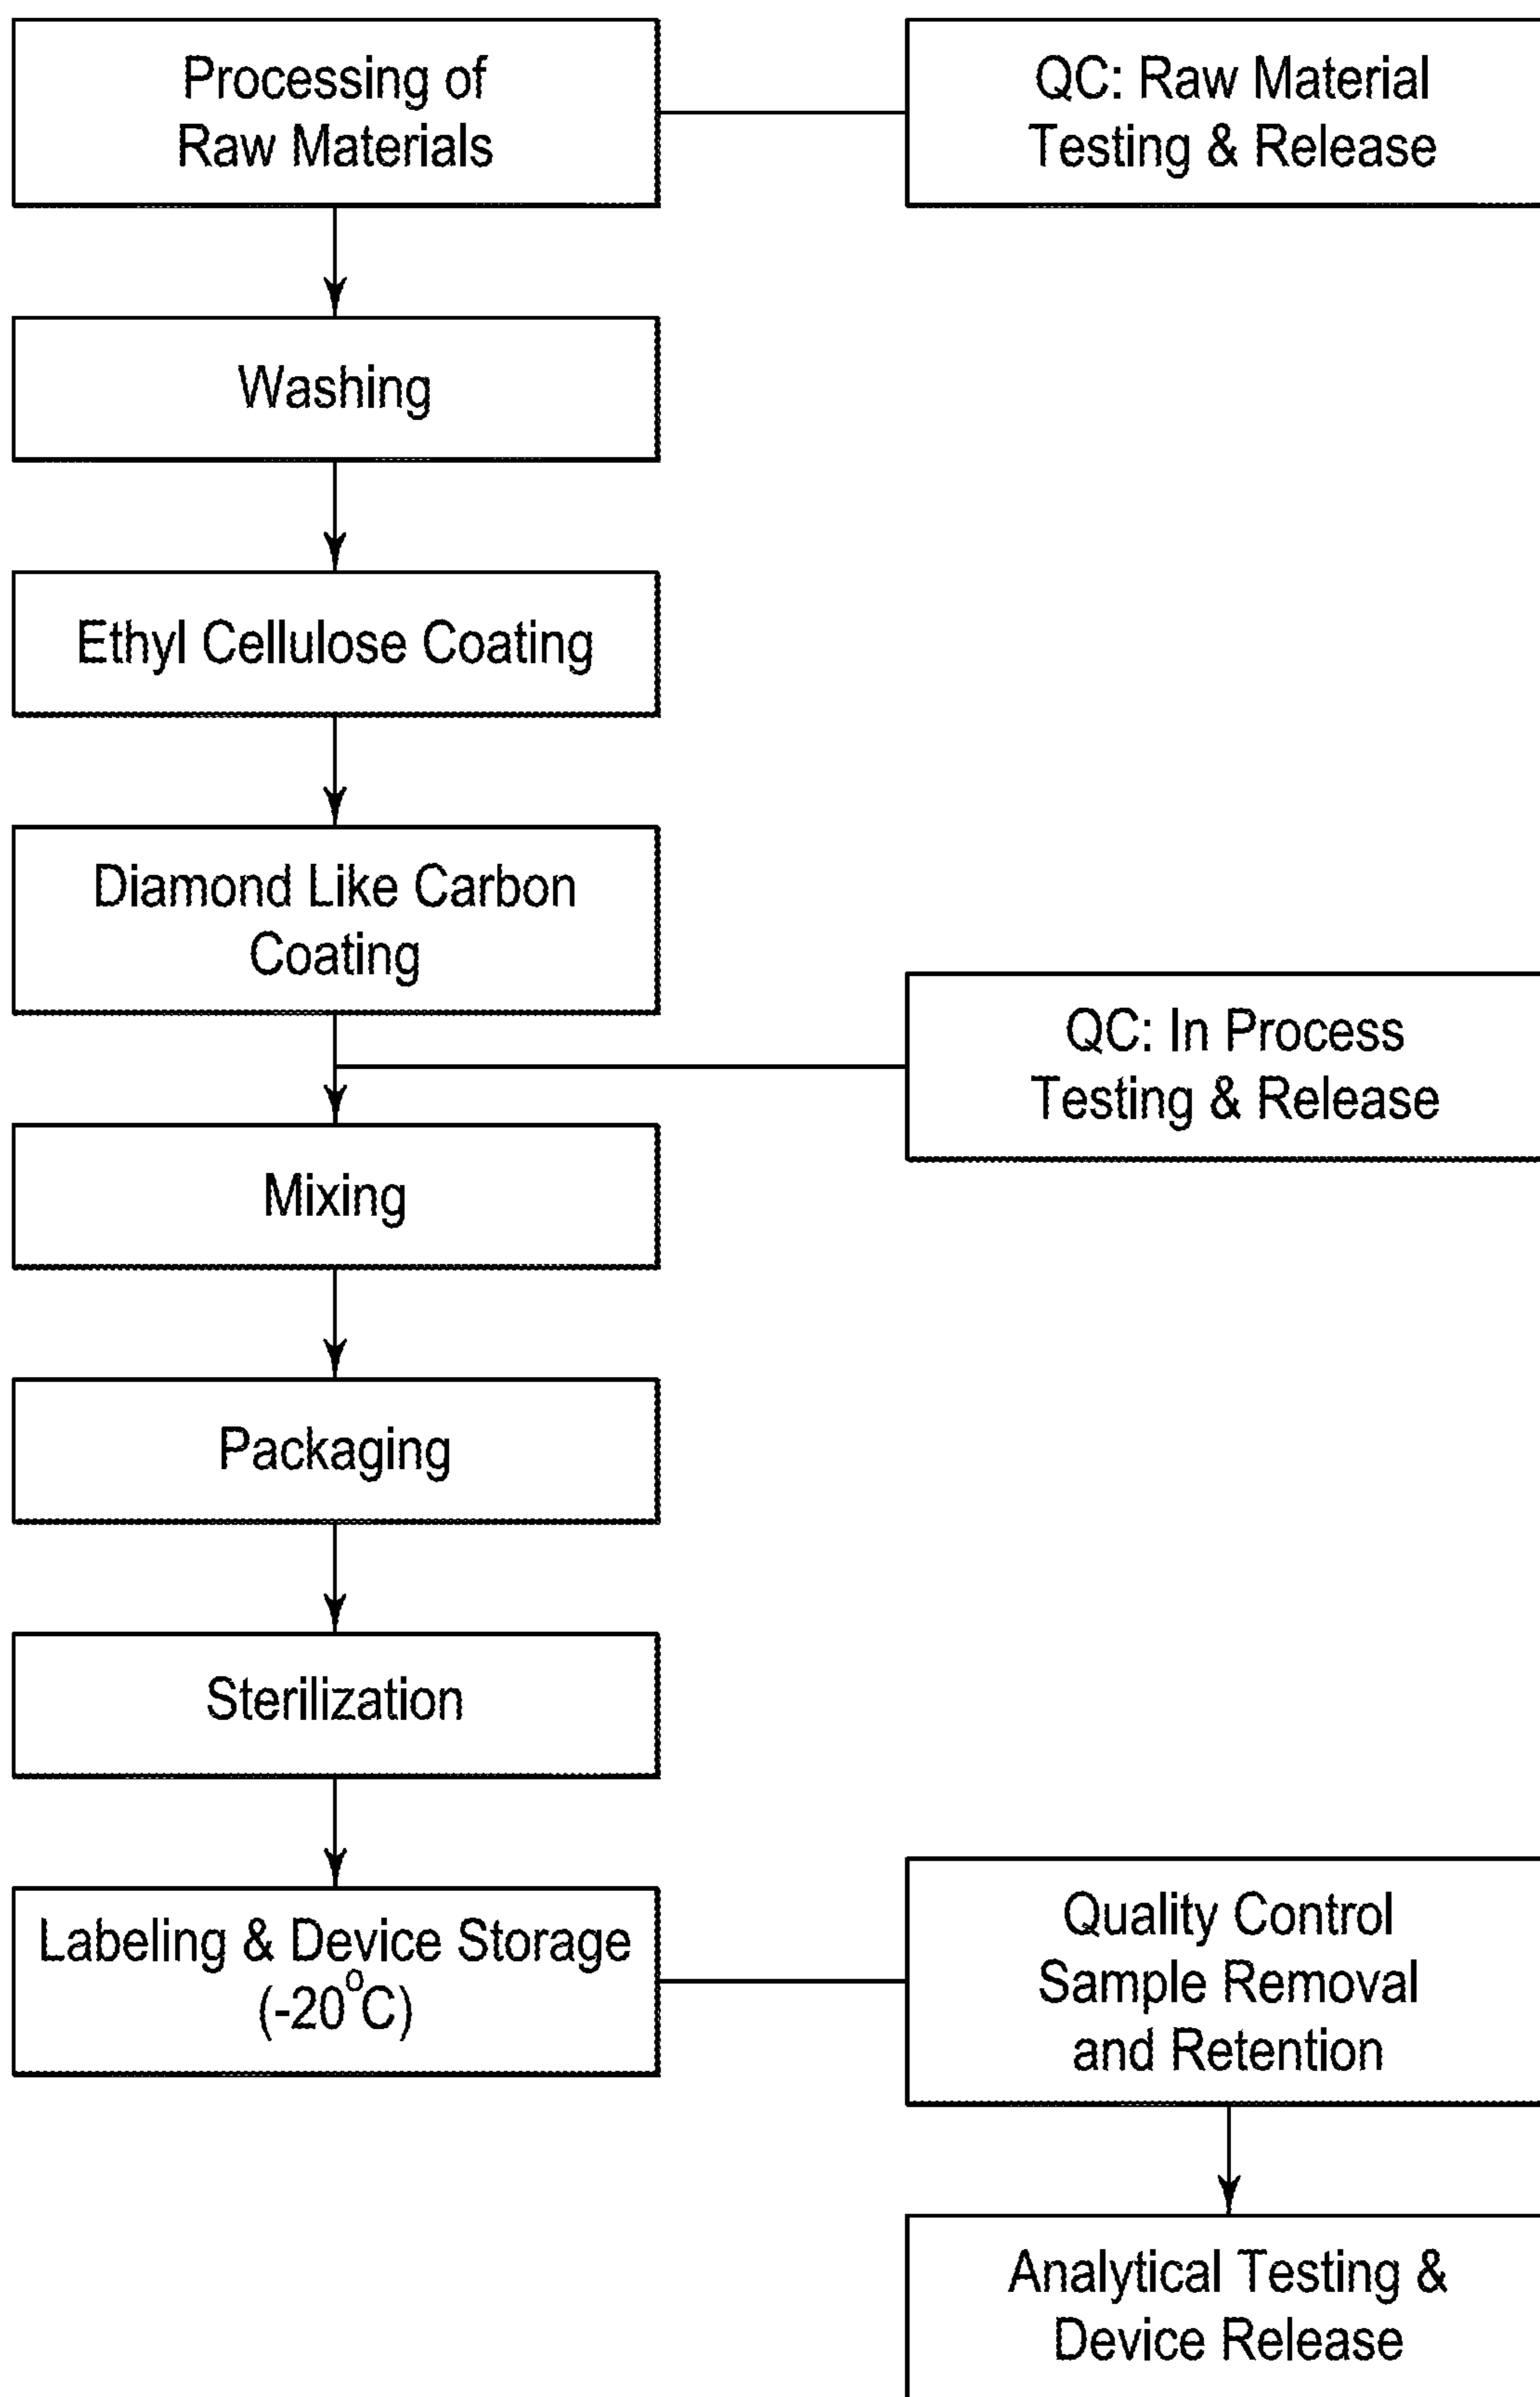 Processing of
Raw Materials
QC: Raw Material
Testing & Release
Washing
Ethyl Cellulose Coating
Diamond Like Carbon
Coating
QC: In Process
Testing & Release
Mixing
Packaging
Sterilization
Labeling & Device Storage
(-20°C)
Quality Control
Sample Removal
and Retention
Analytical Testing &
Device Release